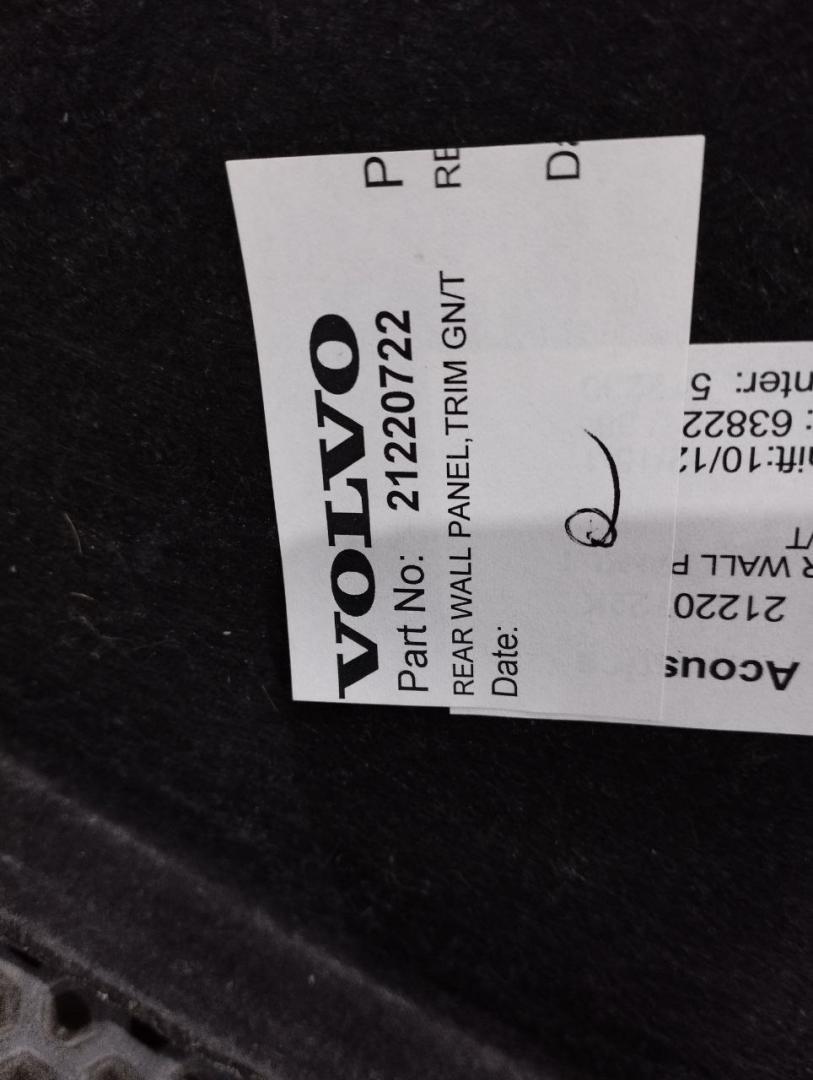 VOLVO
Part No: 21220722
REAR WALL PANEL,TRIM GN/T
Date:
P
RE
D
Acous
21220
R WALL P
/T
ift:10/12
: 63822
nter: 5